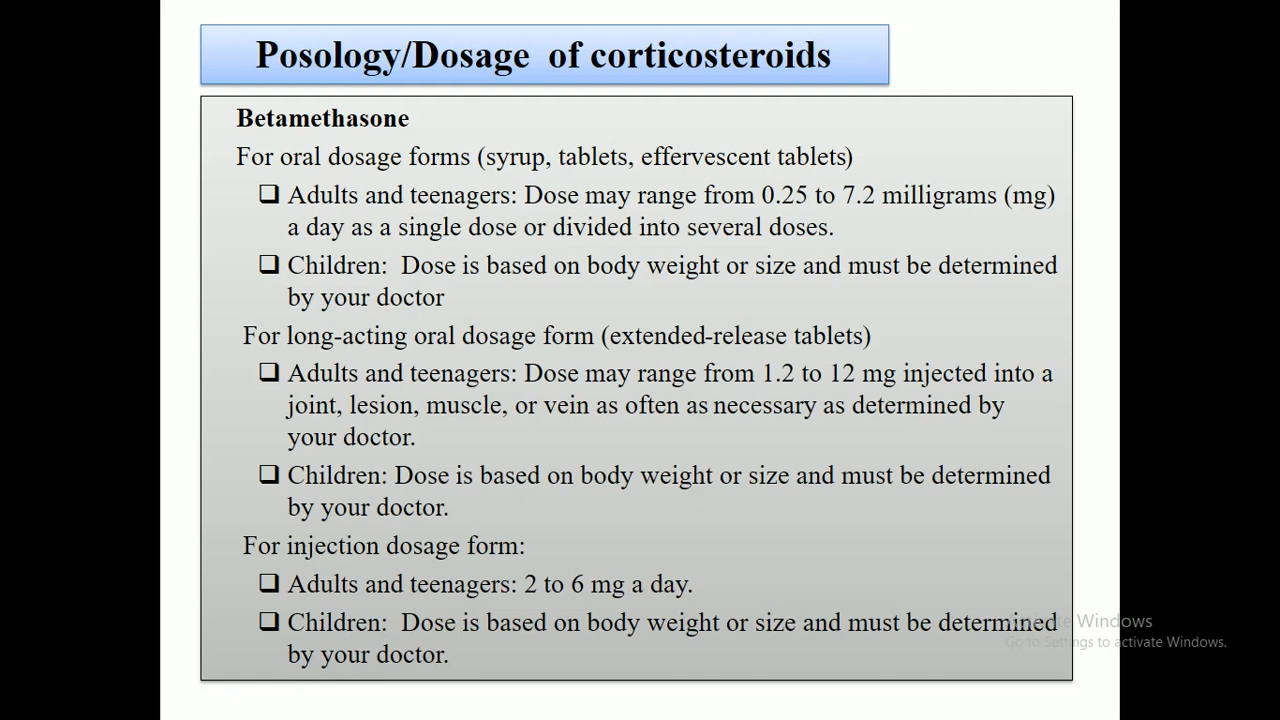 Posology/Dosage of corticosteroids
Betamethasone
For oral dosage forms (syrup, tablets, effervescent tablets)
❑ Adults and teenagers: Dose may range from 0.25 to 7.2 milligrams (mg)
a day as a single dose or divided into several doses.
❑ Children: Dose is based on body weight or size and must be determined
by your doctor
For long-acting oral dosage form (extended-release tablets)
❑ Adults and teenagers: Dose may range from 1.2 to 12 mg injected into a
joint, lesion, muscle, or vein as often as necessary as determined by
your doctor.
❑ Children: Dose is based on body weight or size and must be determined
by your doctor.
For injection dosage form:
❑ Adults and teenagers: 2 to 6 mg a day.
❑ Children: Dose is based on body weight or size and must be determined
by your doctor.
Activate Windows
Go to Settings to activate Windows.